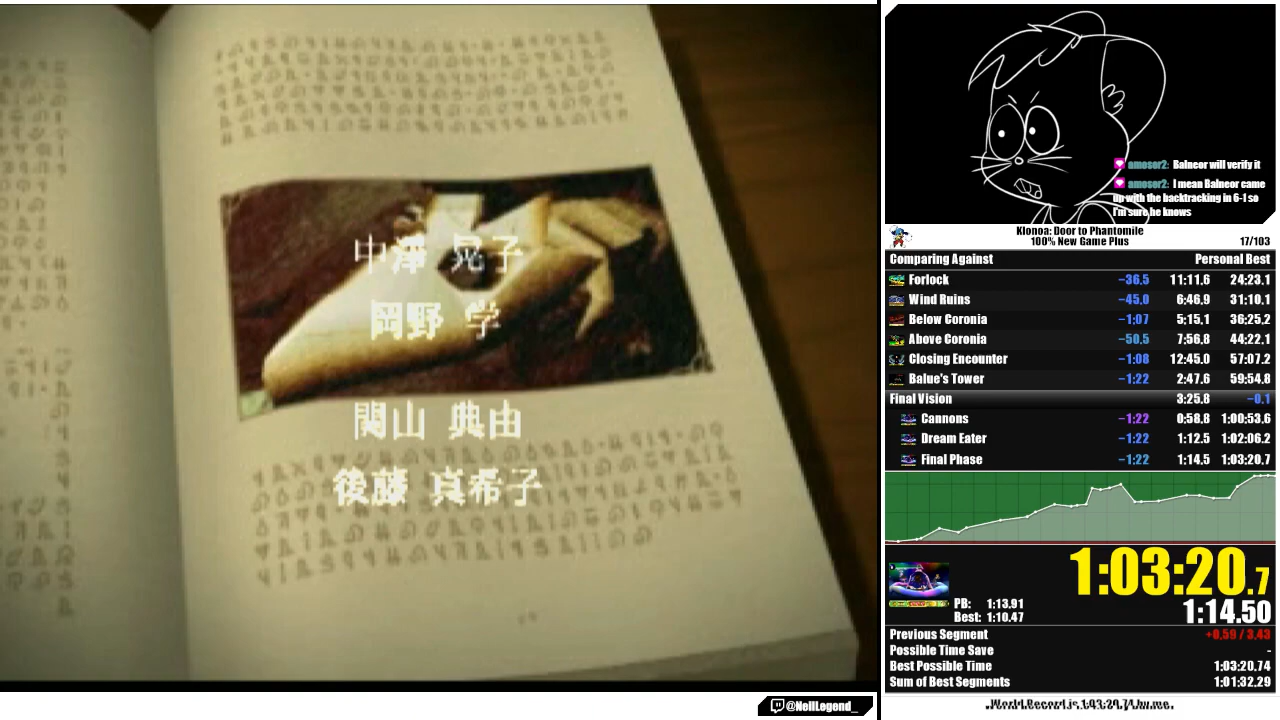 中澤 晃子
岡野 学
関山 典由
後藤 真希子
amoser2: Balneor will verify it
amoser2: I mean Balneor came
up with the backtracking in 6-1 so
I'm sure he knows
Klonoa: Door to Phantomile
100% New Game Plus 17/103
Comparing Against Personal Best
Forlock −36.5 11:11.6 24:23.1
Wind Ruins −45.0 6:46.9 31:10.1
Below Coronia −1:07 5:15.1 36:25.2
Above Coronia −50.5 7:56.8 44:22.1
Closing Encounter −1:08 12:45.0 57:07.2
Balue's Tower −1:22 2:47.6 59:54.8
Final Vision 3:25.8 −0.1
Cannons −1:22 0:58.8 1:00:53.6
Dream Eater −1:22 1:12.5 1:02:06.2
Final Phase −1:22 1:14.5 1:03:20.7
1:03:20.7
PB: 1:13.91
Best: 1:10.47
1:14.50
Previous Segment +0.59 / 3.43
Possible Time Save -
Best Possible Time 1:03:20.74
Sum of Best Segments 1:01:32.29
@NeilLegend_
World Record is 1:03:20.74 by me